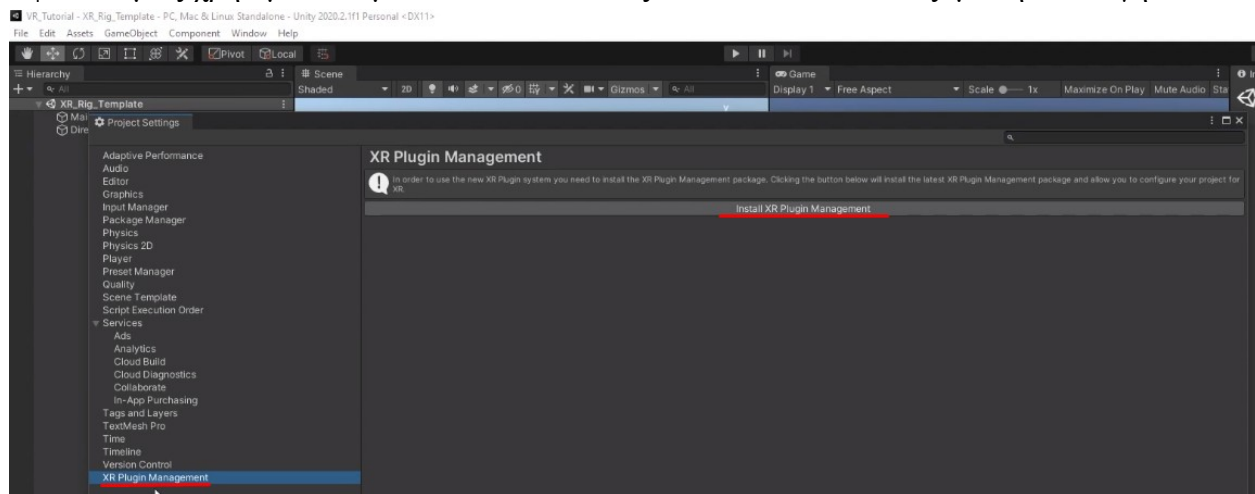 VR_Tutorial - XR_Rig_Template - PC, Mac & Linux Standalone - Unity 2020.2.1f1 Personal <DX11>
File Edit Assets GameObject Component Window Help
Pivot Local
Hierarchy Scene Game
All Shaded 2D 0 Gizmos All Display 1 Free Aspect Scale 1x Maximize On Play Mute Audio
XR_Rig_Template
Project Settings
Adaptive Performance
Audio
Editor
Graphics
Input Manager
Package Manager
Physics
Physics 2D
Player
Preset Manager
Quality
Scene Template
Script Execution Order
Services
Ads
Analytics
Cloud Build
Cloud Diagnostics
Collaborate
In-App Purchasing
Tags and Layers
TextMesh Pro
Time
Timeline
Version Control
XR Plugin Management
XR Plugin Management
In order to use the new XR Plugin system you need to install the XR Plugin Management package. Clicking the button below will install the latest XR Plugin Management package and allow you to configure your project for
XR.
Install XR Plugin Management